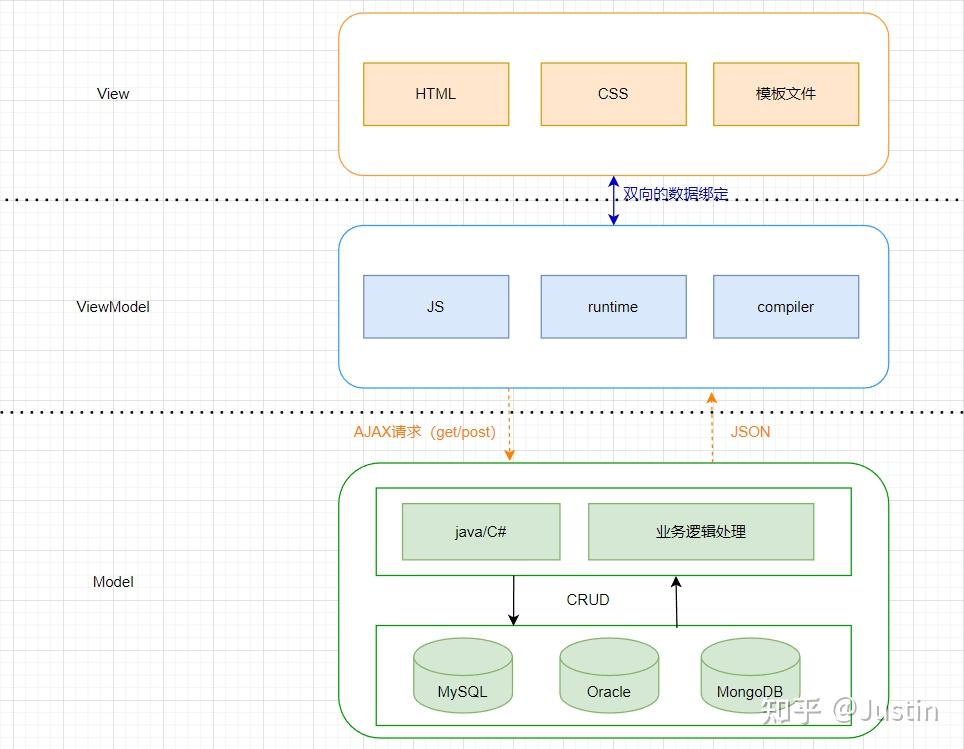 View
HTML
CSS
模板文件
双向的数据绑定
ViewModel
JS
runtime
compiler
AJAX请求（get/post）
JSON
Model
java/C#
业务逻辑处理
CRUD
MySQL
Oracle
MongoDB
知乎 @Justin